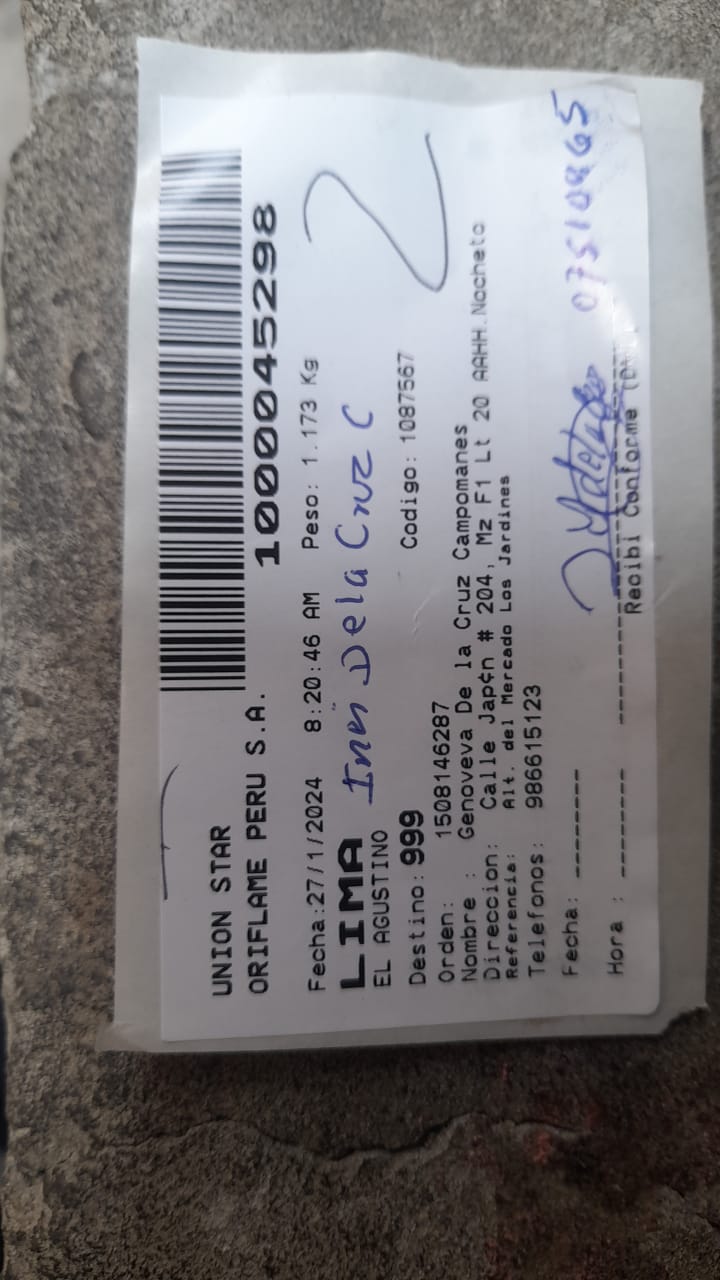 UNION STAR
ORIFLAME PERU S.A. 1000045298
Fecha:27/1/2024 8:20:46 AM Peso: 1.173 Kg
LIMA
EL AGUSTINO
Inés De la Cruz C
Destino: 999 Codigo: 1087567
Orden: 1508146287
Nombre : Genoveva De la Cruz Campomanes
Direccion: Calle Jap¢n # 204, Mz F1 Lt 20 AAHH.Nocheto
Referencia: Alt. del Mercado Los Jardines
Telefonos: 986615123
Fecha: --------
Hora : --------
07510865
Recibi Conforme